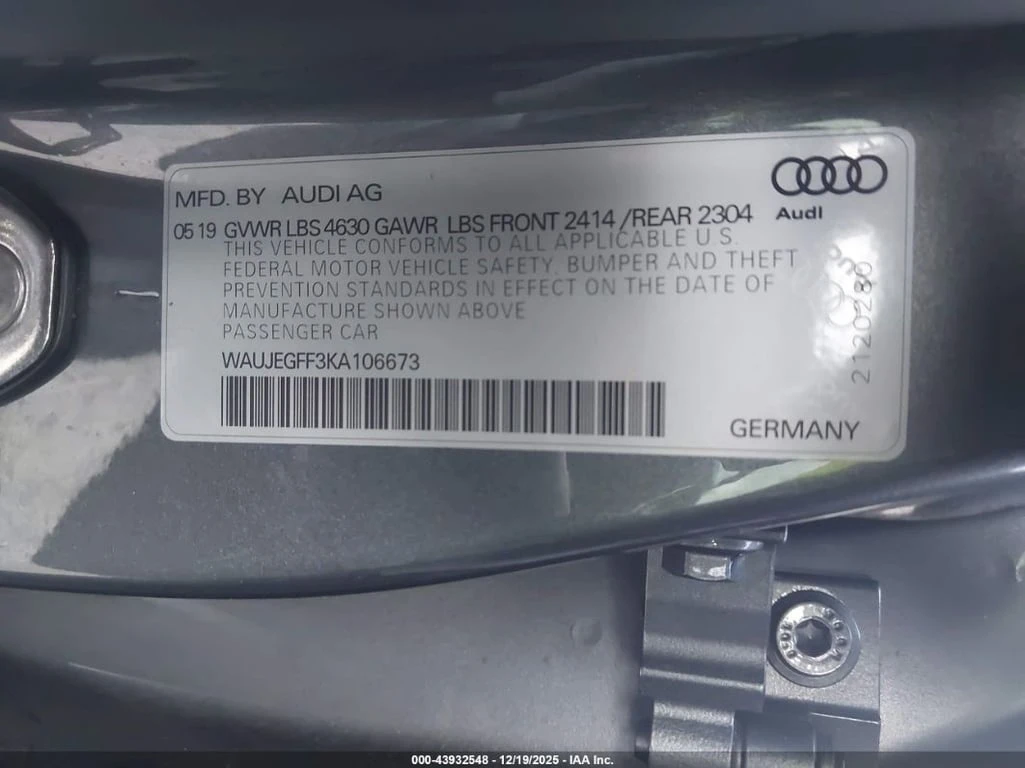 MFD. BY AUDI AG
Audi
05 19 GVWR LBS 4630 GAWR LBS FRONT 2414 /REAR 2304
THIS VEHICLE CONFORMS TO ALL APPLICABLE U.S.
FEDERAL MOTOR VEHICLE SAFETY, BUMPER AND THEFT
PREVENTION STANDARDS IN EFFECT ON THE DATE OF
MANUFACTURE SHOWN ABOVE
PASSENGER CAR
WAUJEGFF3KA106673
2120280
GERMANY
000-43932548 - 12/19/2025 - IAA Inc.